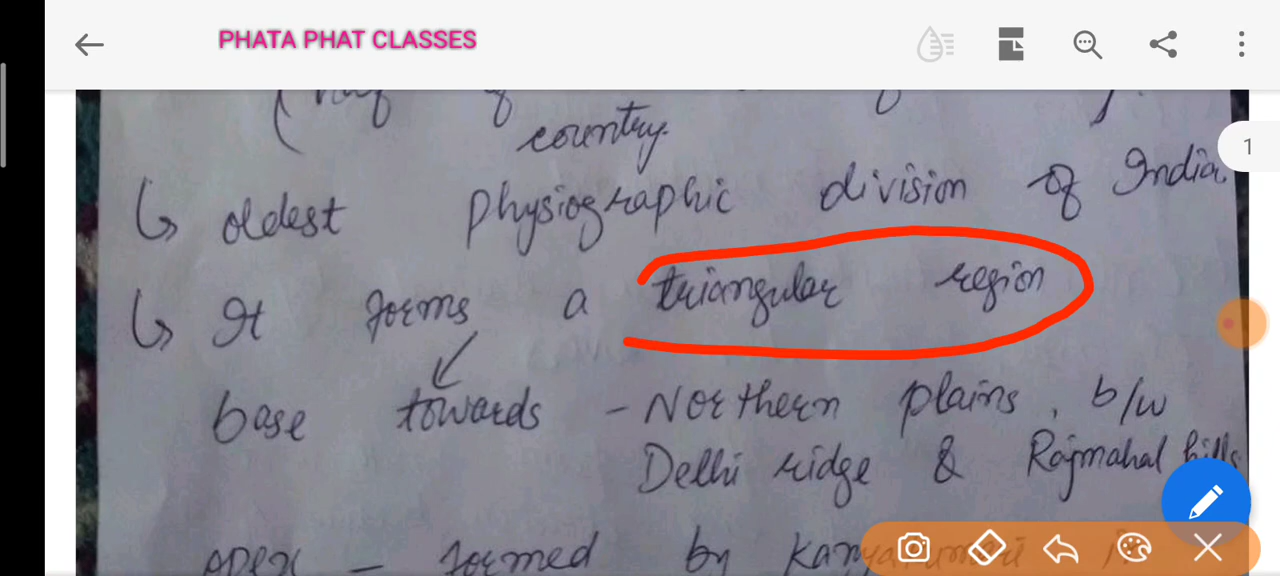 PHATA PHAT CLASSES
1
country.
↳ oldest physiographic division of India
↳ It forms a triangular region
base towards - Northern plains, b/w
Delhi ridge & Rajmahal hills
apex - formed by Kanyakumari